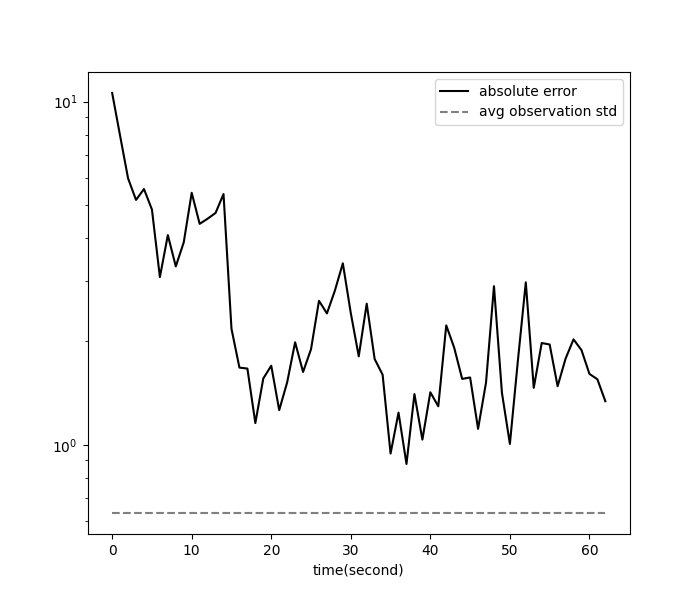 absolute error
avg observation std
10¹
10⁰
0 10 20 30 40 50 60
time(second)